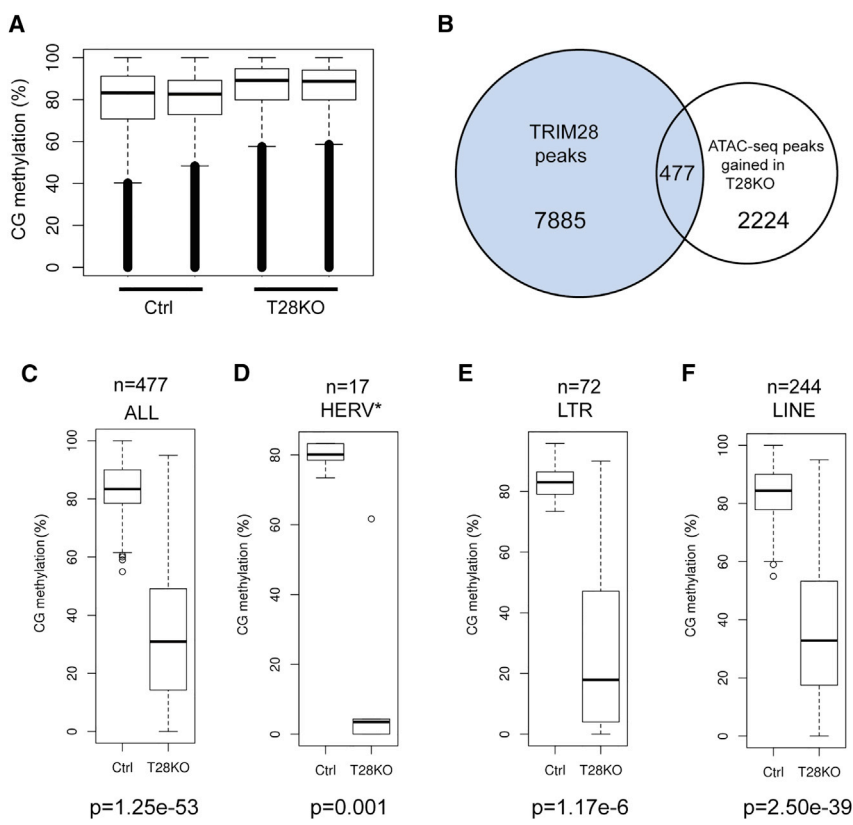 A
CG methylation (%)
100
80
60
40
20
0
Ctrl
T28KO
B
TRIM28
peaks
7885
477
ATAC-seq peaks
gained in
T28KO
2224
C
n=477
ALL
CG methylation (%)
100
80
60
40
20
0
Ctrl
T28KO
p=1.25e-53
D
n=17
HERV*
CG methylation (%)
80
60
40
20
0
Ctrl
T28KO
p=0.001
E
n=72
LTR
CG methylation (%)
80
60
40
20
0
Ctrl
T28KO
p=1.17e-6
F
n=244
LINE
CG methylation (%)
100
80
60
40
20
0
Ctrl
T28KO
p=2.50e-39